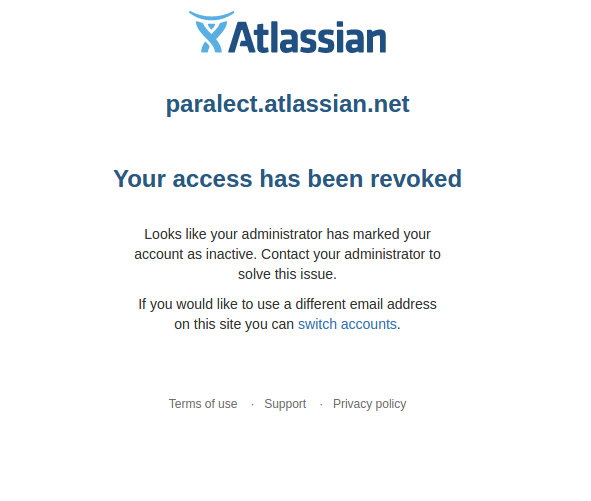 Atlassian
paralect.atlassian.net
Your access has been revoked
Looks like your administrator has marked your
account as inactive. Contact your administrator to
solve this issue.
If you would like to use a different email address
on this site you can switch accounts.
Terms of use · Support · Privacy policy